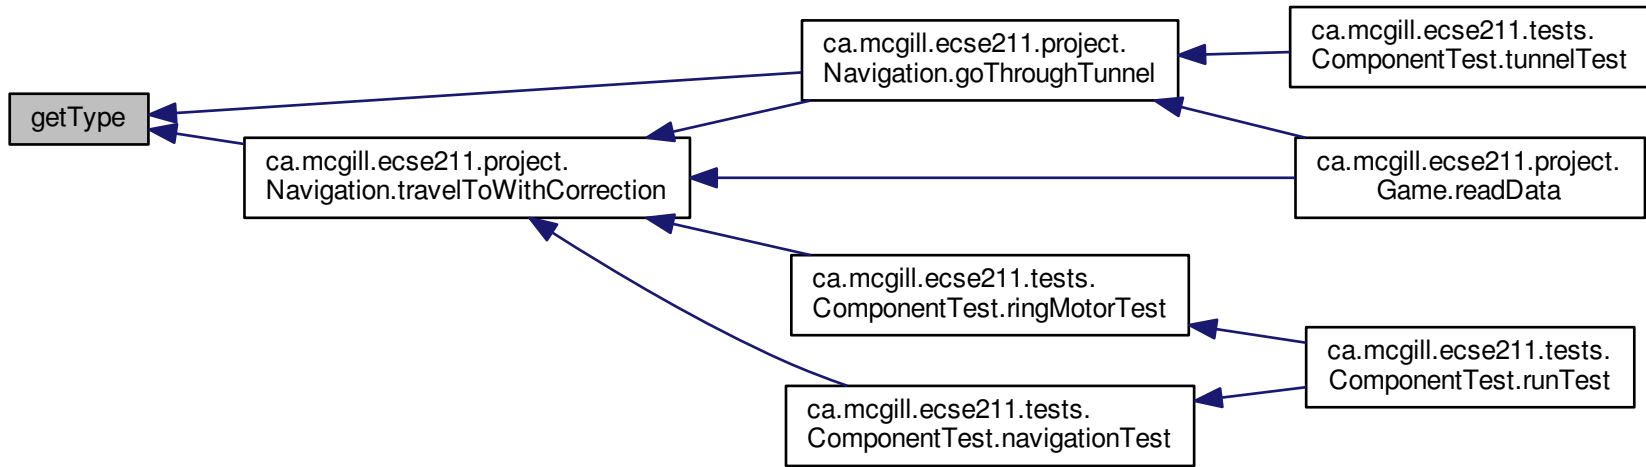 getType
ca.mcgill.ecse211.project.
Navigation.travelToWithCorrection
ca.mcgill.ecse211.project.
Navigation.goThroughTunnel
ca.mcgill.ecse211.tests.
ComponentTest.ringMotorTest
ca.mcgill.ecse211.tests.
ComponentTest.navigationTest
ca.mcgill.ecse211.tests.
ComponentTest.tunnelTest
ca.mcgill.ecse211.project.
Game.readData
ca.mcgill.ecse211.tests.
ComponentTest.runTest